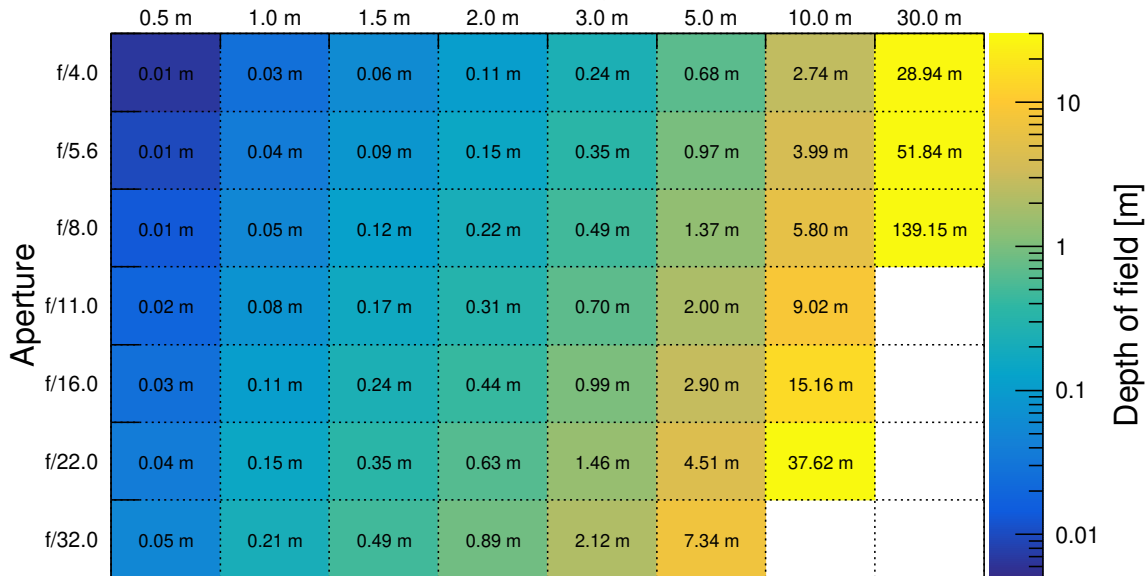 0.5 m 1.0 m 1.5 m 2.0 m 3.0 m 5.0 m 10.0 m 30.0 m
f/4.0 0.01 m 0.03 m 0.06 m 0.11 m 0.24 m 0.68 m 2.74 m 28.94 m
f/5.6 0.01 m 0.04 m 0.09 m 0.15 m 0.35 m 0.97 m 3.99 m 51.84 m
f/8.0 0.01 m 0.05 m 0.12 m 0.22 m 0.49 m 1.37 m 5.80 m 139.15 m
f/11.0 0.02 m 0.08 m 0.17 m 0.31 m 0.70 m 2.00 m 9.02 m
f/16.0 0.03 m 0.11 m 0.24 m 0.44 m 0.99 m 2.90 m 15.16 m
f/22.0 0.04 m 0.15 m 0.35 m 0.63 m 1.46 m 4.51 m 37.62 m
f/32.0 0.05 m 0.21 m 0.49 m 0.89 m 2.12 m 7.34 m
Aperture
10
1
0.1
0.01
Depth of field [m]